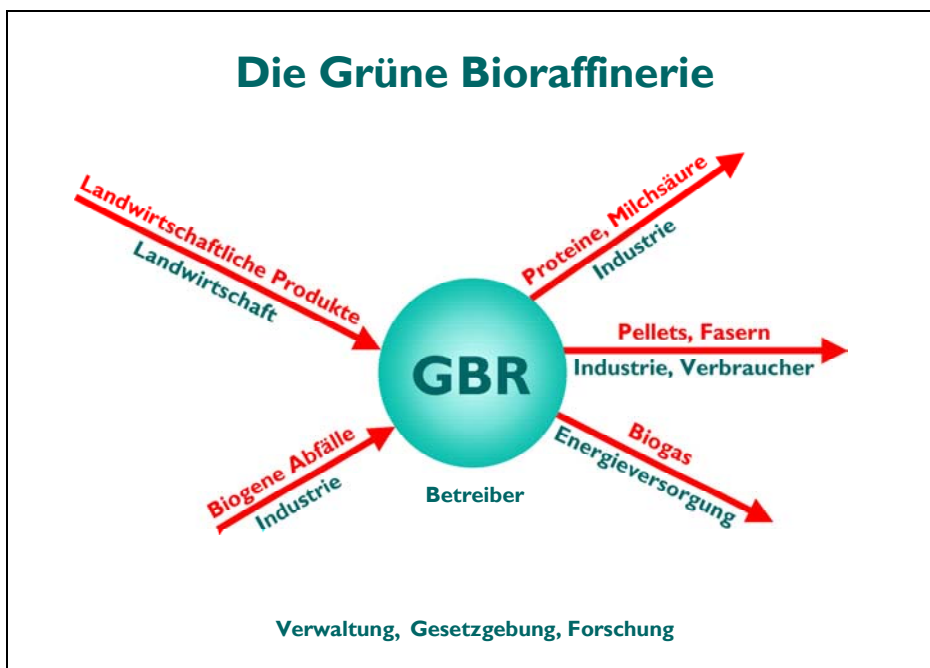 Die Grüne Bioraffinerie
Landwirtschaftliche Produkte
Landwirtschaft
Proteine, Milchsäure
Industrie
Pellets, Fasern
Industrie, Verbraucher
GBR
Biogene Abfälle
Industrie
Biogas
Energieversorgung
Betreiber
Verwaltung, Gesetzgebung, Forschung